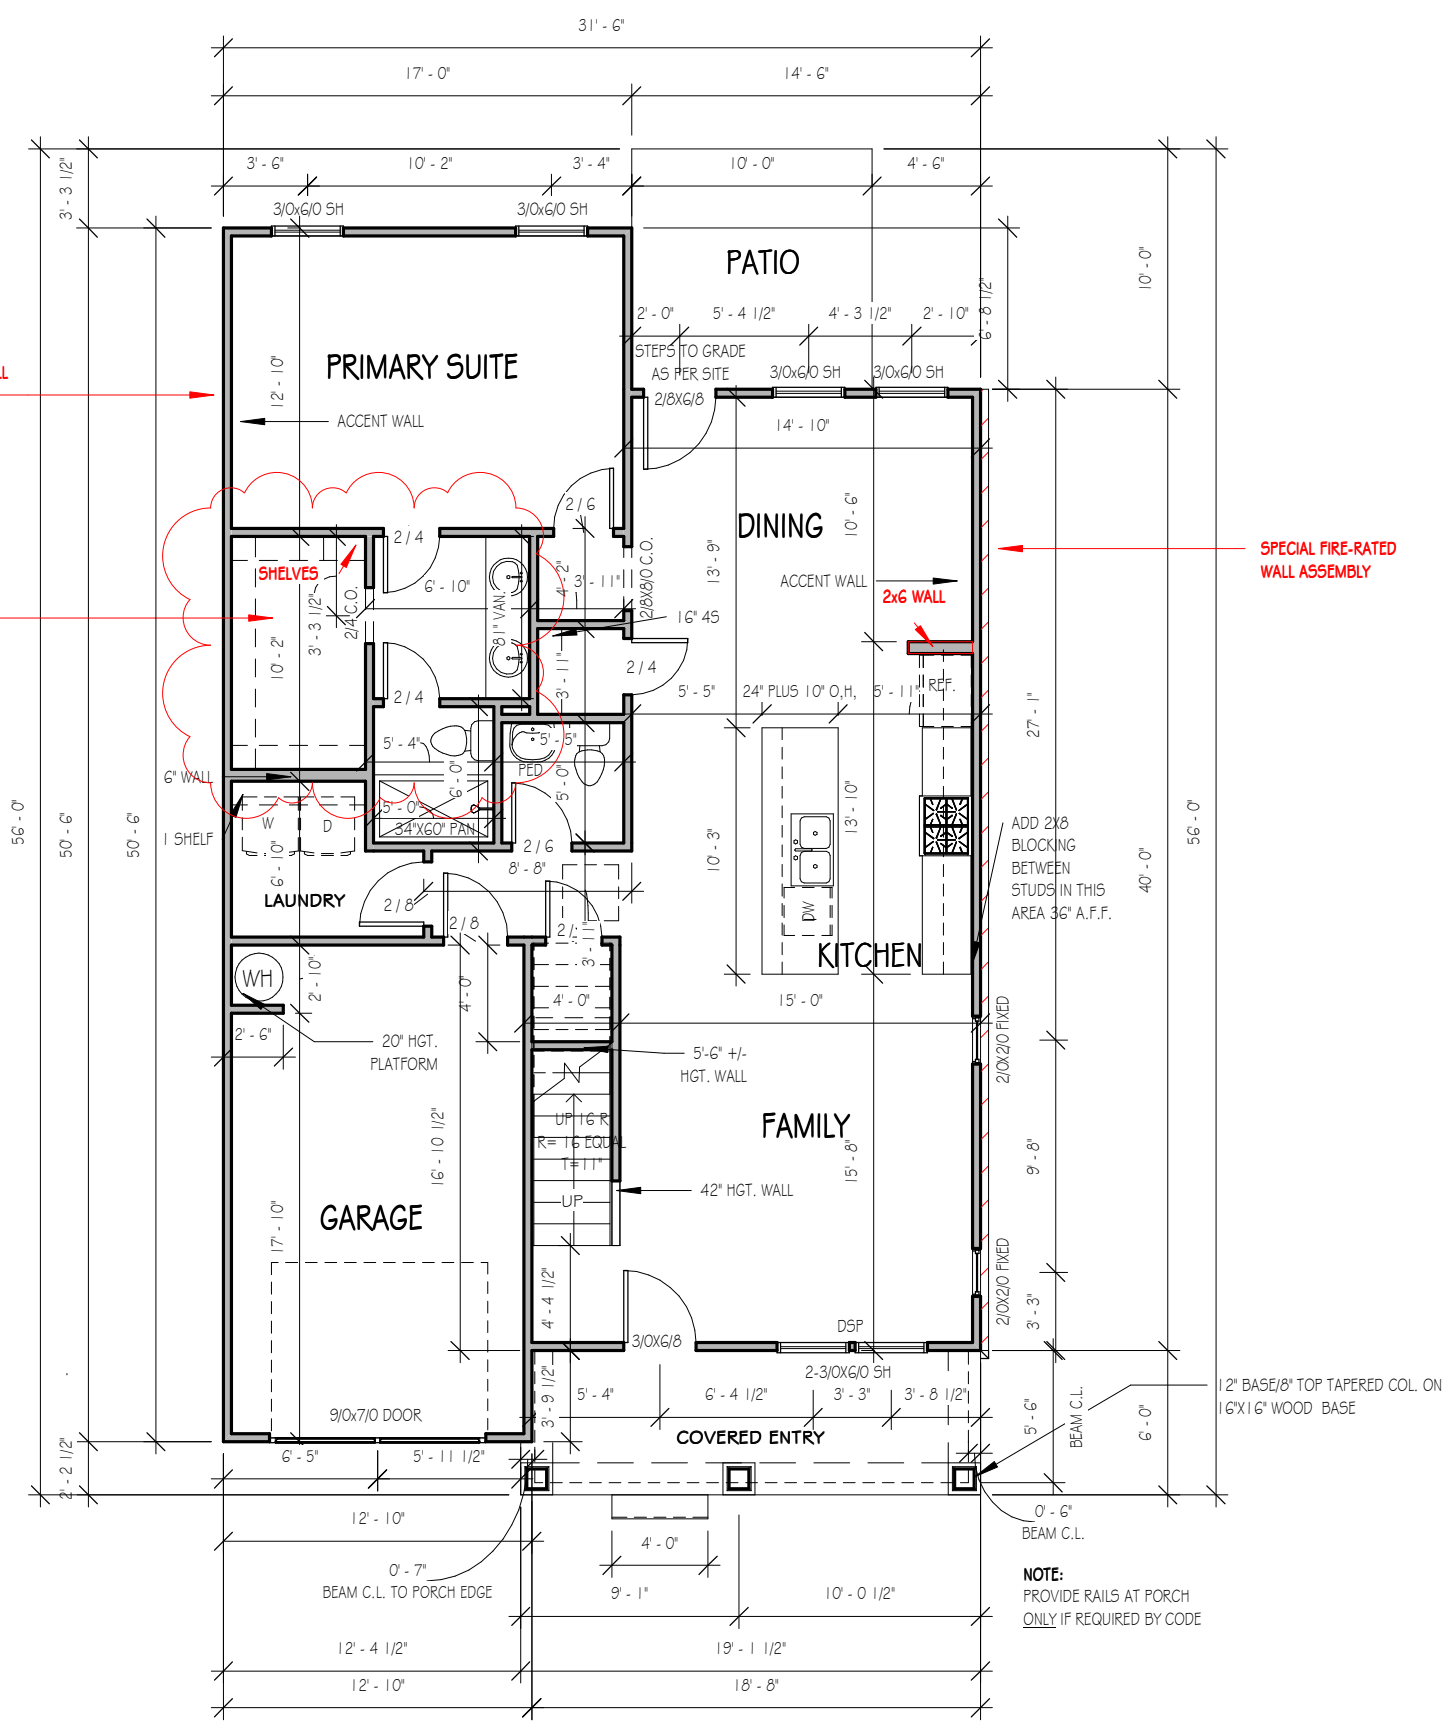 31' - 6"
17' - 0"
14' - 6"
3' - 6"
10' - 2"
3' - 4"
10' - 0"
4' - 6"
3' - 3 1/2"
3/0x6/0 SH
3/0x6/0 SH
PATIO
10' - 0"
6' - 8 1/2"
2' - 0"
5' - 4 1/2"
4' - 3 1/2"
2' - 10"
STEPS TO GRADE
AS PER SITE
2/8X6/8
3/0x6/0 SH
3/0x6/0 SH
PRIMARY SUITE
12' - 10"
ACCENT WALL
14' - 10"
2 / 6
DINING
10' - 6"
13' - 9"
ACCENT WALL
2x6 WALL
SPECIAL FIRE-RATED
WALL ASSEMBLY
2 / 4
SHELVES
6' - 10"
4' - 2"
3' - 11"
2/8X8/0 C.O.
3' - 3 1/2"
2/4 C.O.
81" VAN.
16" 4S
10' - 2"
3' - 11"
2 / 4
2 / 4
5' - 5"
24" PLUS 10" O.H.
5' - 11"
REF.
27' - 1"
5' - 4"
6' - 0"
5' - 5"
PED
5' - 0"
6" WALL
5' - 0"
34"X60" PAN
1 SHELF
W
D
6' - 10"
2 / 6
8' - 8"
10' - 3"
13' - 10"
DW
ADD 2X8
BLOCKING
BETWEEN
STUDS IN THIS
AREA 36" A.F.F.
56' - 0"
50' - 6"
50' - 6"
40' - 0"
56' - 0"
LAUNDRY
2 / 8
2 / 8
3' - 11"
KITCHEN
WH
2' - 10"
4' - 0"
4' - 0"
15' - 0"
2' - 6"
20" HGT.
PLATFORM
5'-6" +/-
HGT. WALL
2/0X2/0 FIXED
UP 16 R
R= 16 EQUAL
T=11"
UP
16' - 10 1/2"
FAMILY
15' - 8"
9' - 8"
42" HGT. WALL
GARAGE
17' - 10"
4' - 4 1/2"
2/0X2/0 FIXED
3' - 3"
3/0X6/8
DSP
2-3/0X6/0 SH
3' - 9 1/2"
5' - 4"
6' - 4 1/2"
3' - 3"
3' - 8 1/2"
5' - 6"
BEAM C.L.
6' - 0"
12" BASE/8" TOP TAPERED COL. ON
16"X16" WOOD BASE
9/0x7/0 DOOR
COVERED ENTRY
2' - 2 1/2"
6' - 5"
5' - 11 1/2"
12' - 10"
0' - 6"
BEAM C.L.
4' - 0"
0' - 7"
BEAM C.L. TO PORCH EDGE
9' - 1"
10' - 0 1/2"
NOTE:
PROVIDE RAILS AT PORCH
ONLY IF REQUIRED BY CODE
12' - 4 1/2"
19' - 1 1/2"
12' - 10"
18' - 8"